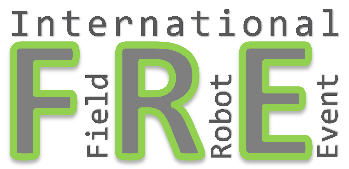 International
FRE
Field
Robot
Event